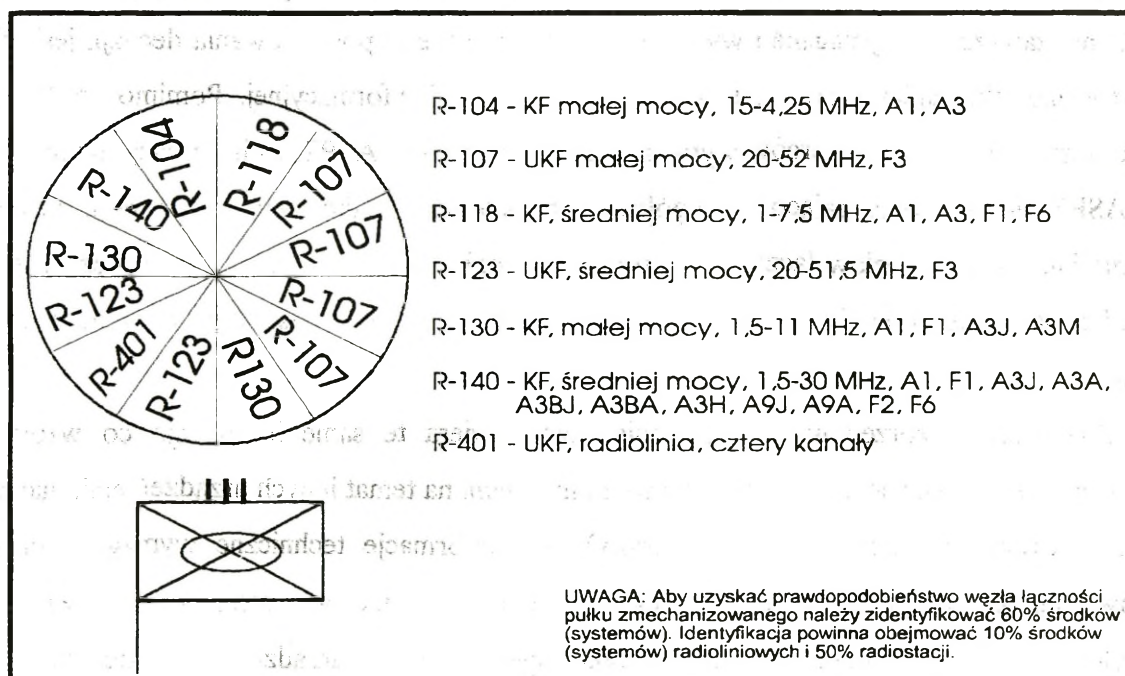 R-104
R-118
R-107
R-107
R-107
R-107
R130
R-123
R-401
R-123
R-130
R-140
R-104 - KF małej mocy, 15-4,25 MHz, A1, A3
R-107 - UKF małej mocy, 20-52 MHz, F3
R-118 - KF, średniej mocy, 1-7,5 MHz, A1, A3, F1, F6
R-123 - UKF, średniej mocy, 20-51,5 MHz, F3
R-130 - KF, małej mocy, 1,5-11 MHz, A1, F1, A3J, A3M
R-140 - KF, średniej mocy, 1,5-30 MHz, A1, F1, A3J, A3A,
A3BJ, A3BA, A3H, A9J, A9A, F2, F6
R-401 - UKF, radiolinia, cztery kanały
UWAGA: Aby uzyskać prawdopodobieństwo węzła łączności
pułku zmechanizowanego należy zidentyfikować 60% środków
(systemów). Identyfikacja powinna obejmować 10% środków
(systemów) radioliniowych i 50% radiostacji.